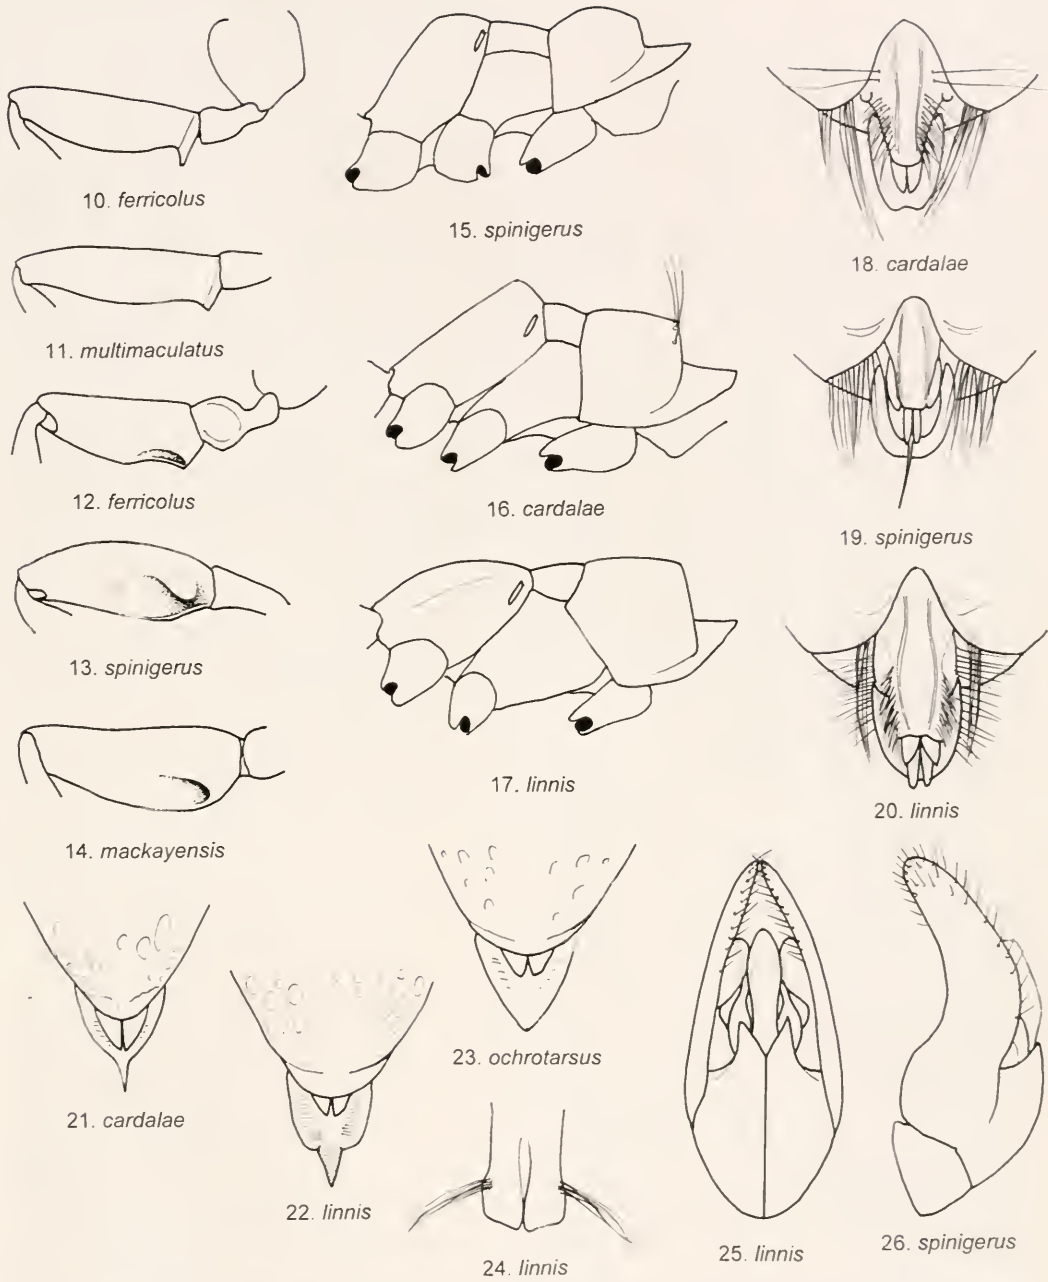 10. ferricolus
11. multimaculatus
12. ferricolus
13. spinigerus
14. mackayensis
15. spinigerus
16. cardalae
17. linnis
18. cardalae
19. spinigerus
20. linnis
21. cardalae
22. linnis
23. ochrotarsus
24. linnis
25. linnis
26. spinigerus